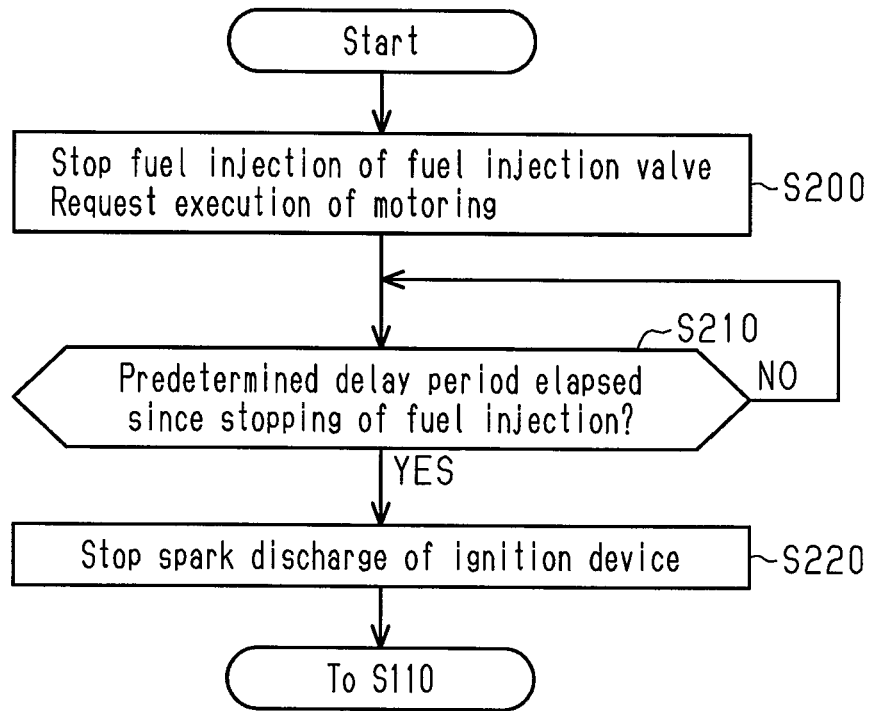 Start
Stop fuel injection of fuel injection valve
Request execution of motoring
S200
S210
Predetermined delay period elapsed
since stopping of fuel injection?
NO
YES
Stop spark discharge of ignition device
S220
To S110